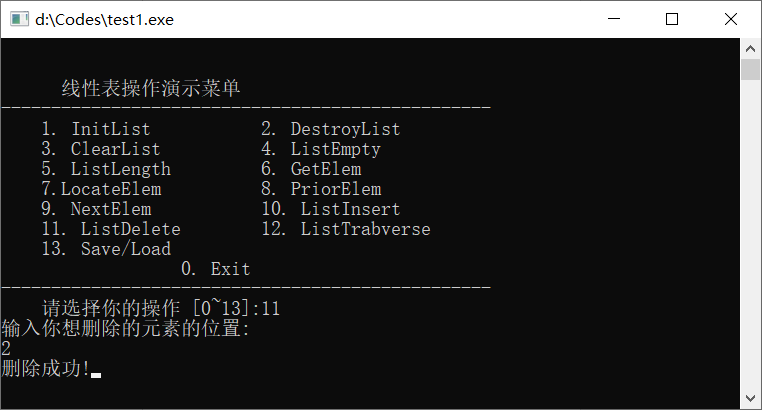 d:\Codes\test1.exe
线性表操作演示菜单
-------------------------------------------------
1. InitList 2. DestroyList
3. ClearList 4. ListEmpty
5. ListLength 6. GetElem
7.LocateElem 8. PriorElem
9. NextElem 10. ListInsert
11. ListDelete 12. ListTrabverse
13. Save/Load
0. Exit
-------------------------------------------------
请选择你的操作 [0~13]:11
输入你想删除的元素的位置:
2
删除成功!